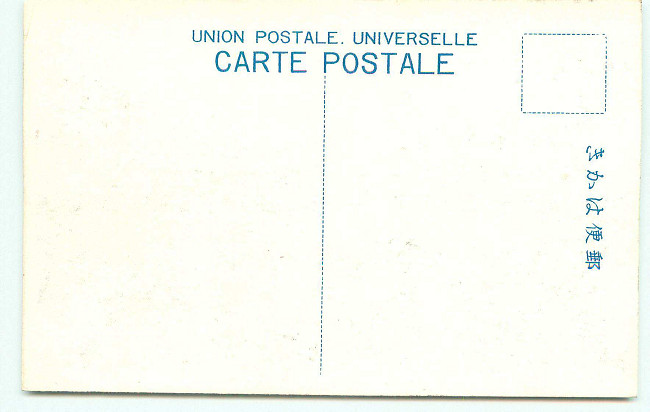 UNION POSTALE. UNIVERSELLE
CARTE POSTALE
郵便はかき